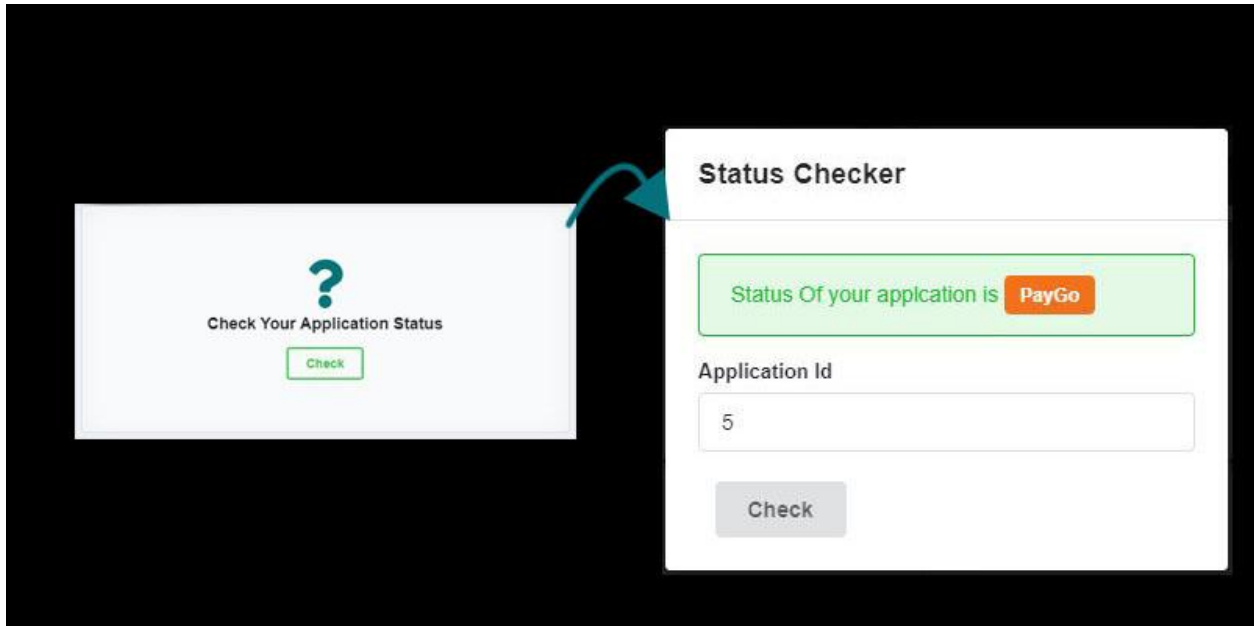 ?
Check Your Application Status
Check
Status Checker
Status Of your applcation is PayGo
Application Id
5
Check